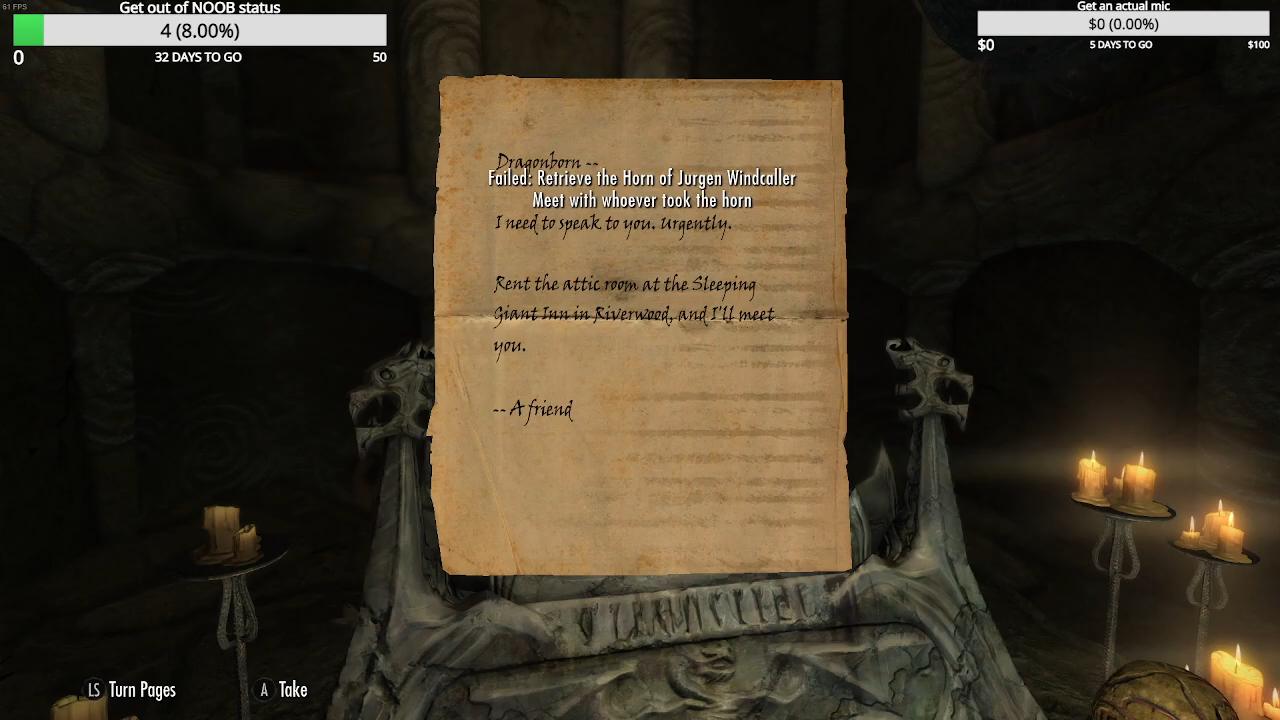 61 FPS
Get out of NOOB status
4 (8.00%)
0
32 DAYS TO GO
50
Get an actual mic
$0 (0.00%)
$0
5 DAYS TO GO
$100
Dragonborn --
Failed: Retrieve the Horn of Jurgen Windcaller
Meet with whoever took the horn
I need to speak to you. Urgently.
Rent the attic room at the Sleeping
Giant Inn in Riverwood, and I'll meet
you.
-- A friend
LS Turn Pages
A Take